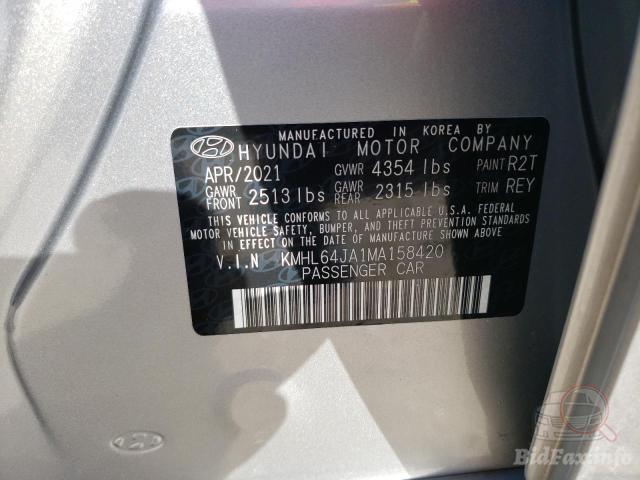 MANUFACTURED IN KOREA BY
HYUNDAI MOTOR COMPANY
APR/2021 GVWR 4354 lbs PAINT R2T
GAWR FRONT 2513 lbs GAWR REAR 2315 lbs TRIM REY
THIS VEHICLE CONFORMS TO ALL APPLICABLE U.S.A. FEDERAL
MOTOR VEHICLE SAFETY, BUMPER, AND THEFT PREVENTION STANDARDS
IN EFFECT ON THE DATE OF MANUFACTURE SHOWN ABOVE.
V.I.N KMHL64JA1MA158420
PASSENGER CAR
BidFax.info